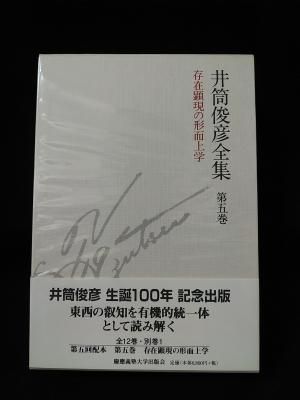 井筒俊彦全集 第五巻
存在顕現の形而上学
井筒俊彦 生誕100年 記念出版
東西の叡知を有機的統一体
として読み解く
全12巻・別巻1
第五回配本 第五巻 存在顕現の形而上学
慶應義塾大学出版会